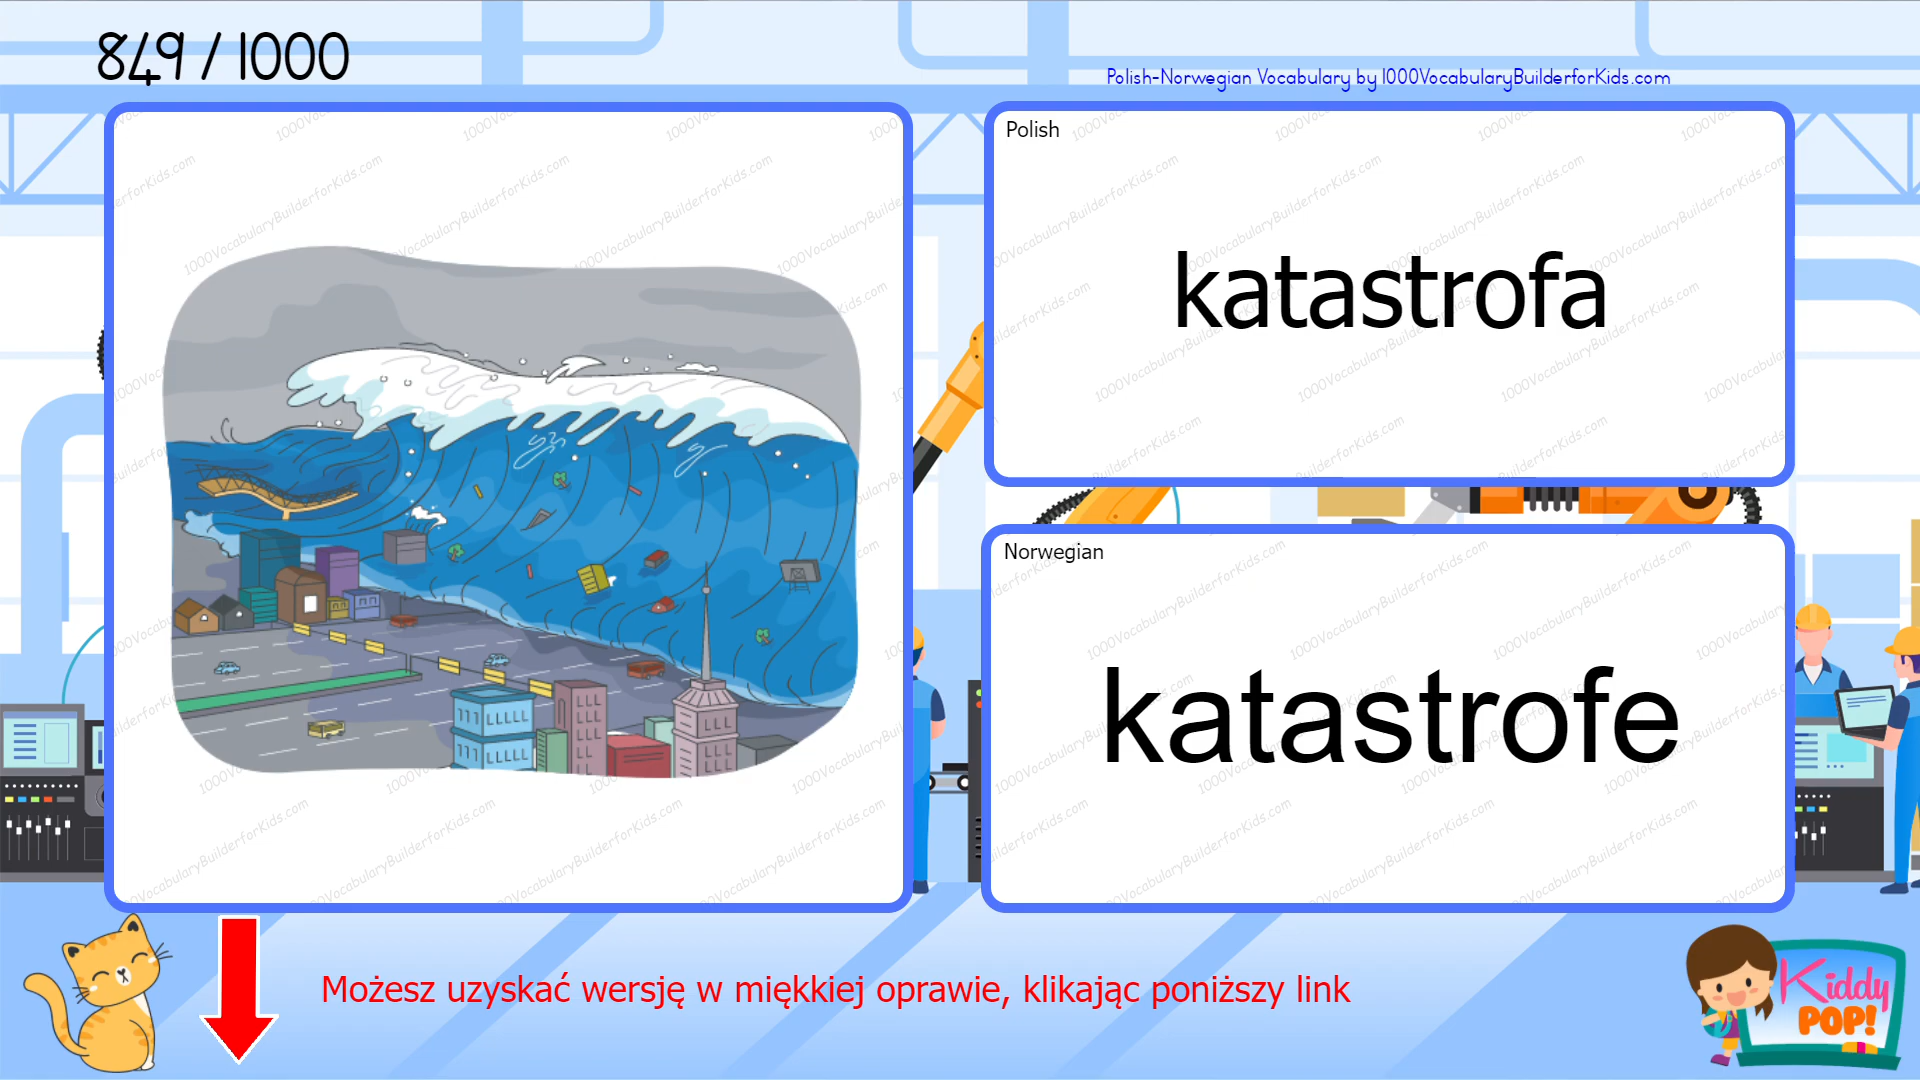 849 / 1000
Polish-Norwegian Vocabulary by 1000VocabularyBuilderforKids.com
Polish
katastrofa
Norwegian
katastrofe
Możesz uzyskać wersję w miękkiej oprawie, klikając poniższy link
Kiddy
POP!